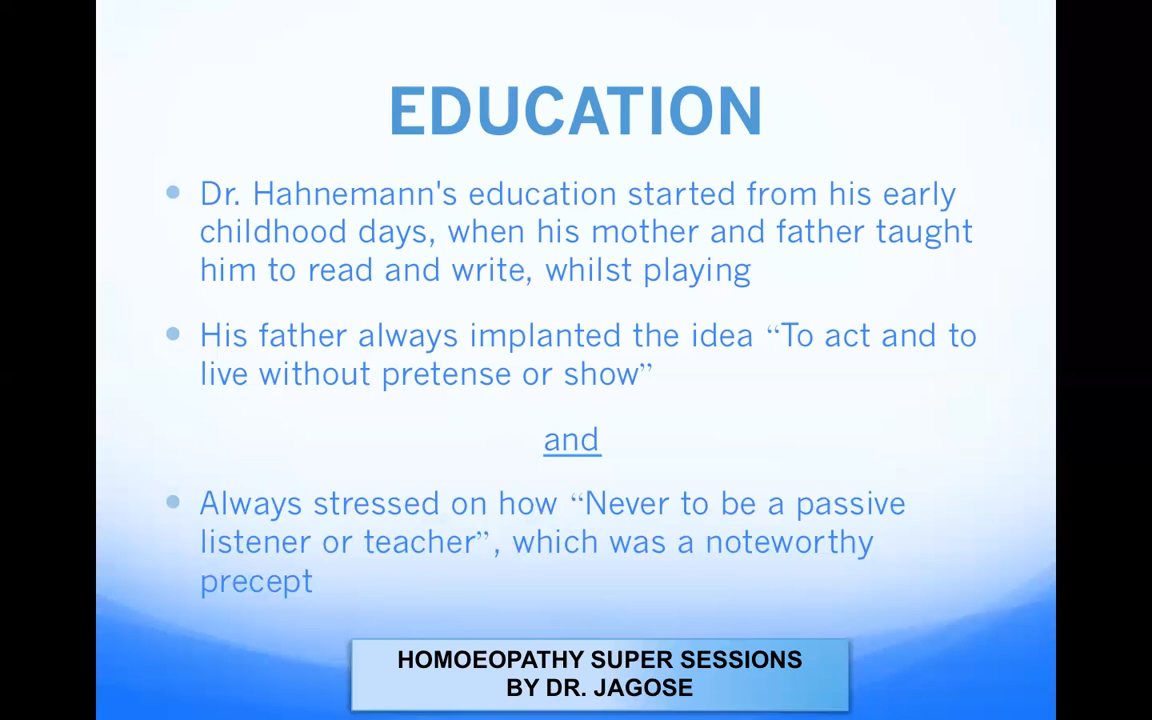 EDUCATION
Dr. Hahnemann's education started from his early
childhood days, when his mother and father taught
him to read and write, whilst playing
His father always implanted the idea “To act and to
live without pretense or show”
and
Always stressed on how “Never to be a passive
listener or teacher”, which was a noteworthy
precept
HOMOEOPATHY SUPER SESSIONS
BY DR. JAGOSE